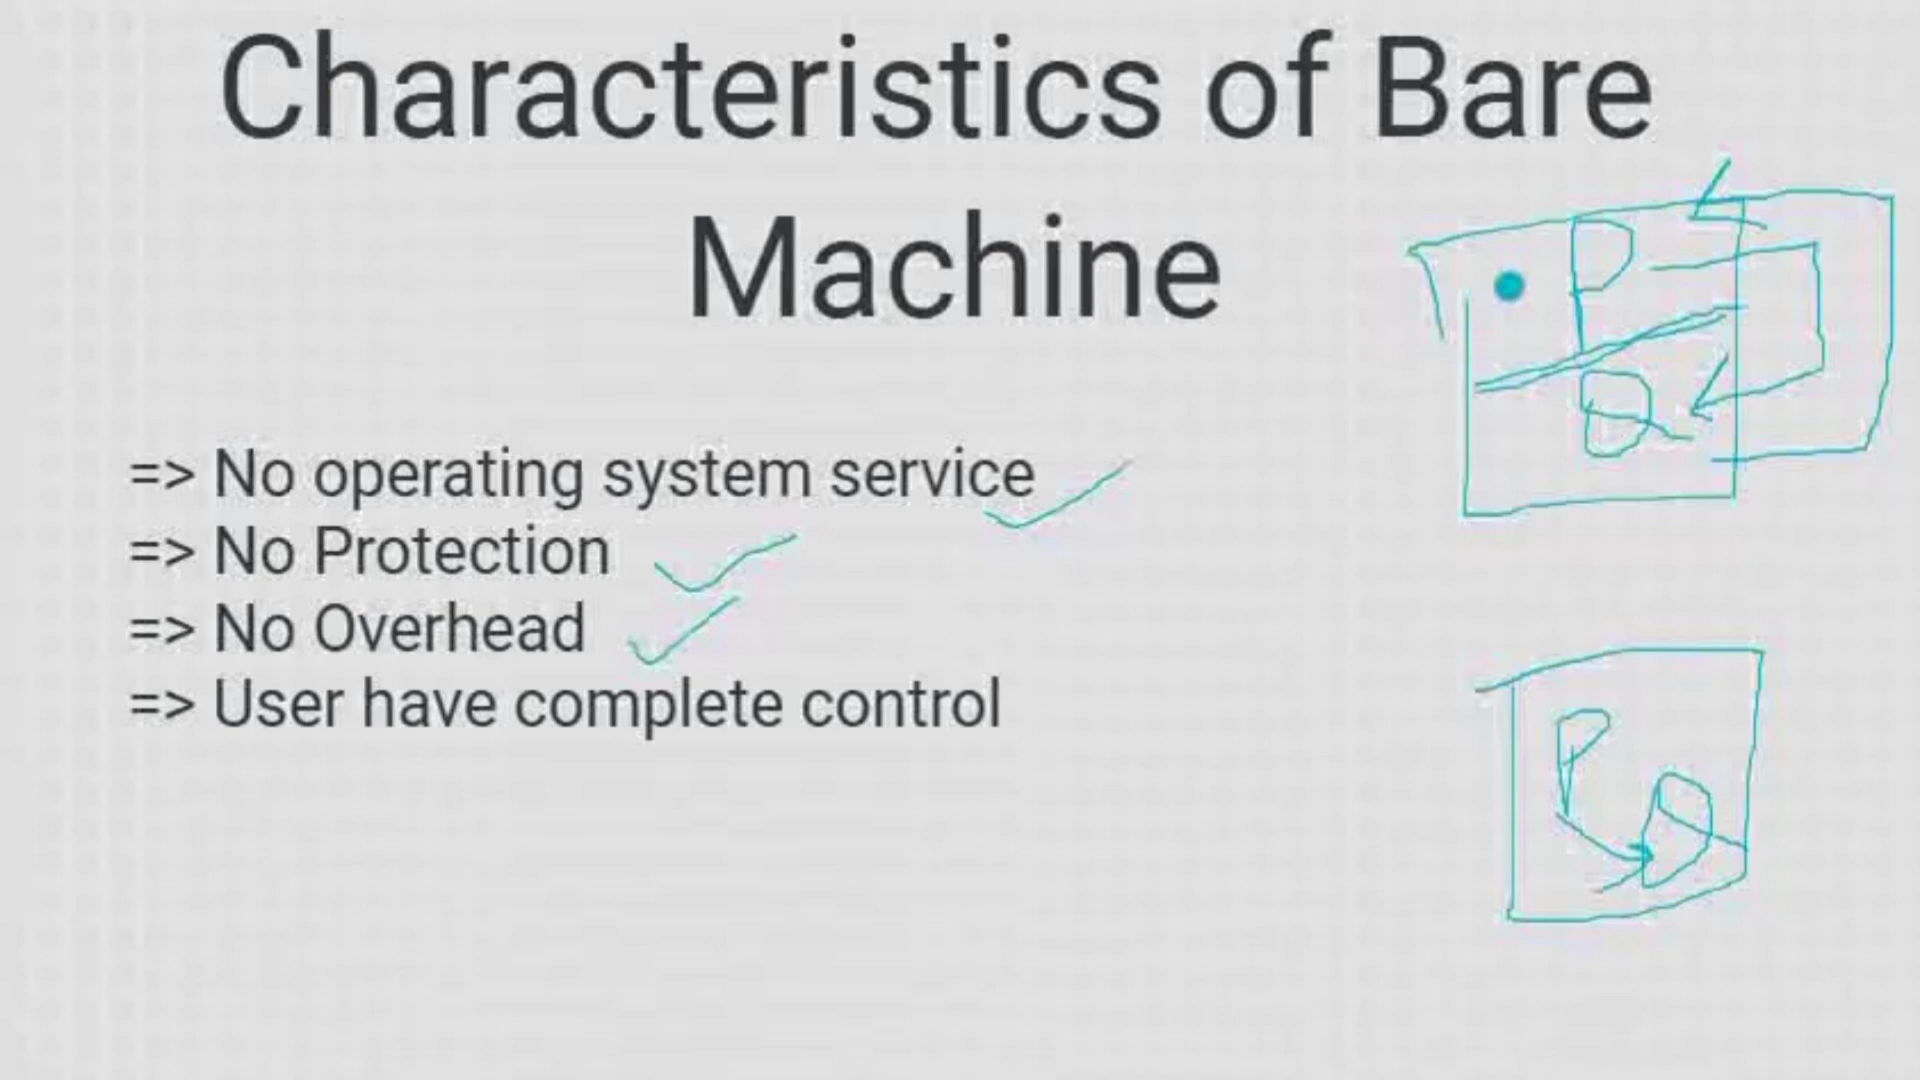 Characteristics of Bare
Machine
=> No operating system service
=> No Protection
=> No Overhead
=> User have complete control